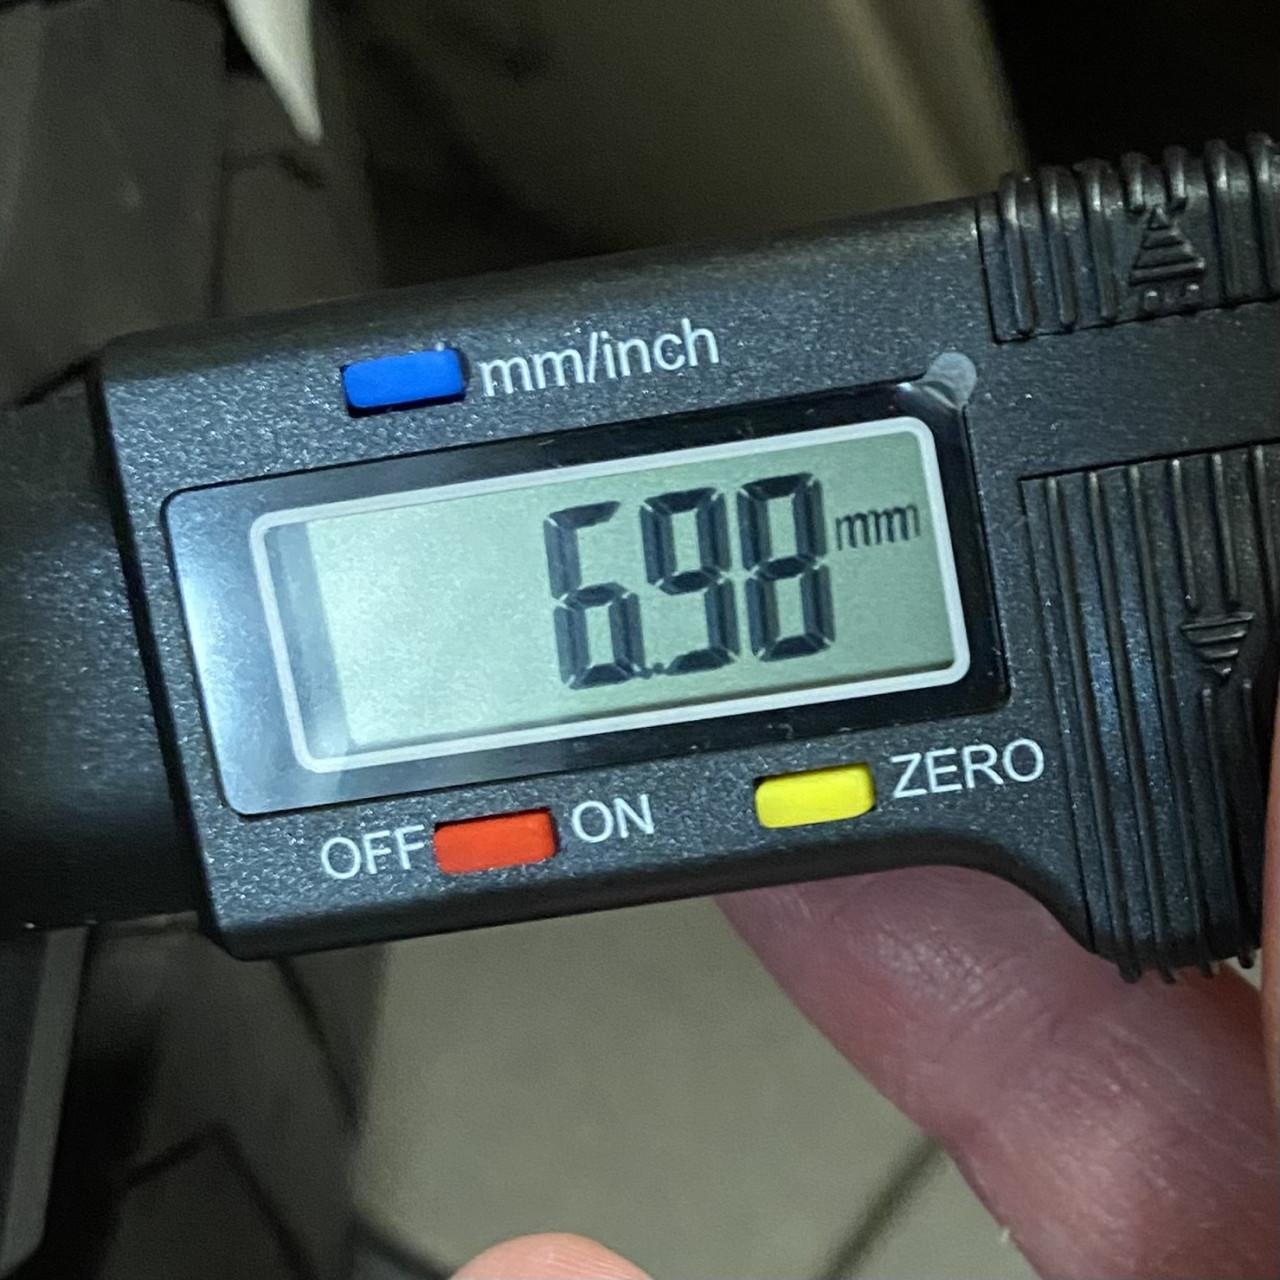 mm/inch
6.98 mm
OFF ON ZERO